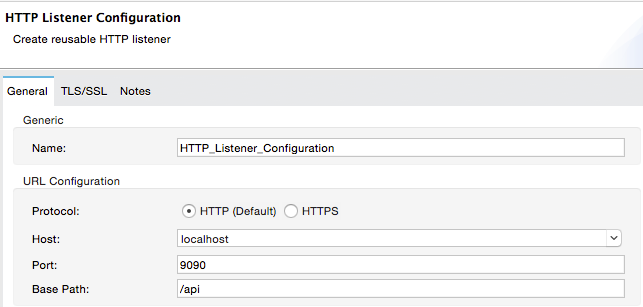 HTTP Listener Configuration
Create reusable HTTP listener
General TLS/SSL Notes
Generic
Name: HTTP_Listener_Configuration
URL Configuration
Protocol: HTTP (Default) HTTPS
Host: localhost
Port: 9090
Base Path: /api